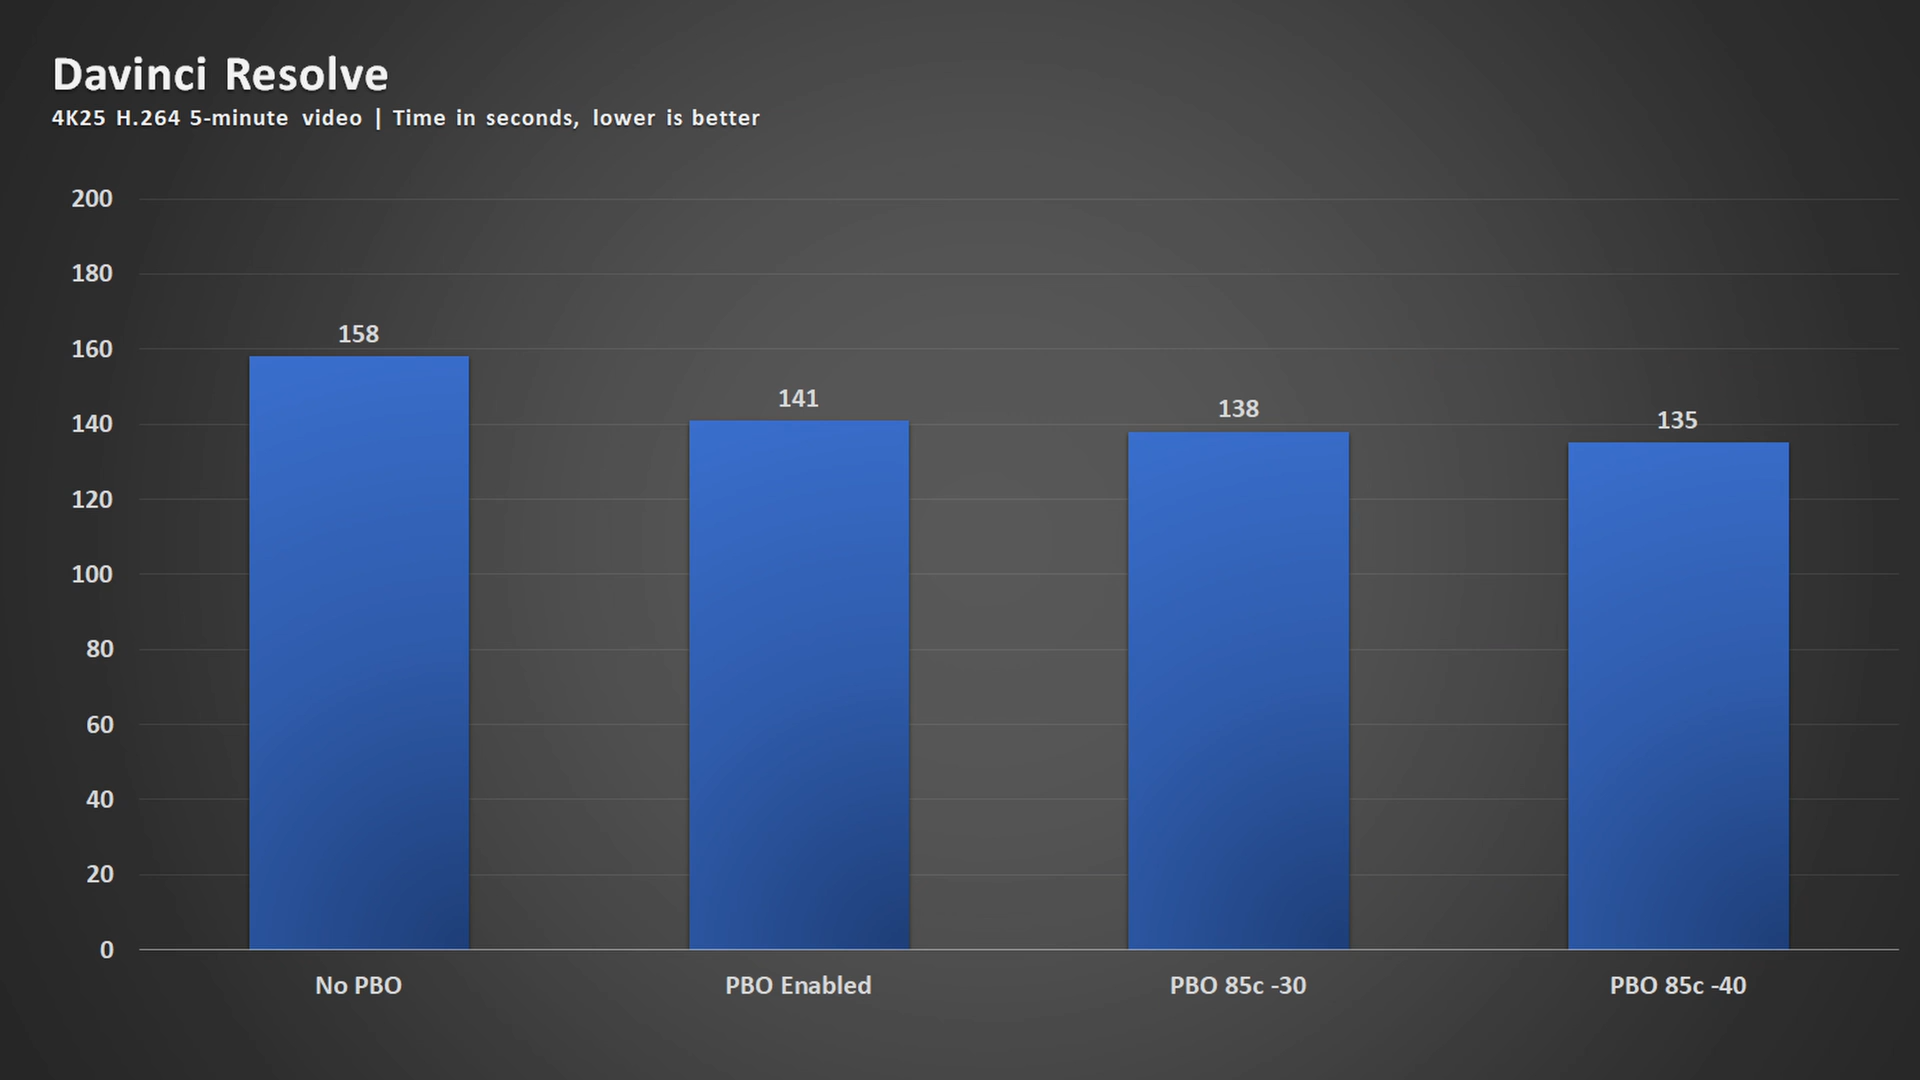 Davinci Resolve
4K25 H.264 5-minute video | Time in seconds, lower is better
200
180
160
140
120
100
80
60
40
20
0
158
141
138
135
No PBO
PBO Enabled
PBO 85c -30
PBO 85c -40